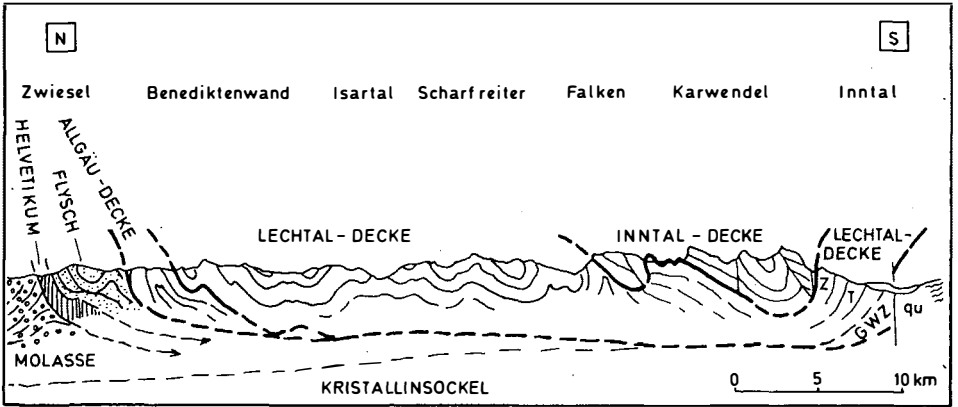 N S
Zwiesel Benediktenwand Isartal Scharfreiter Falken Karwendel Inntal
HELVETIKUM
FLYSCH
ALLGÄU-DECKE
LECHTAL-DECKE
INNTAL-DECKE
LECHTAL-
DECKE
Z T GWZ qu
MOLASSE
KRISTALLINSOCKEL
0 5 10 km